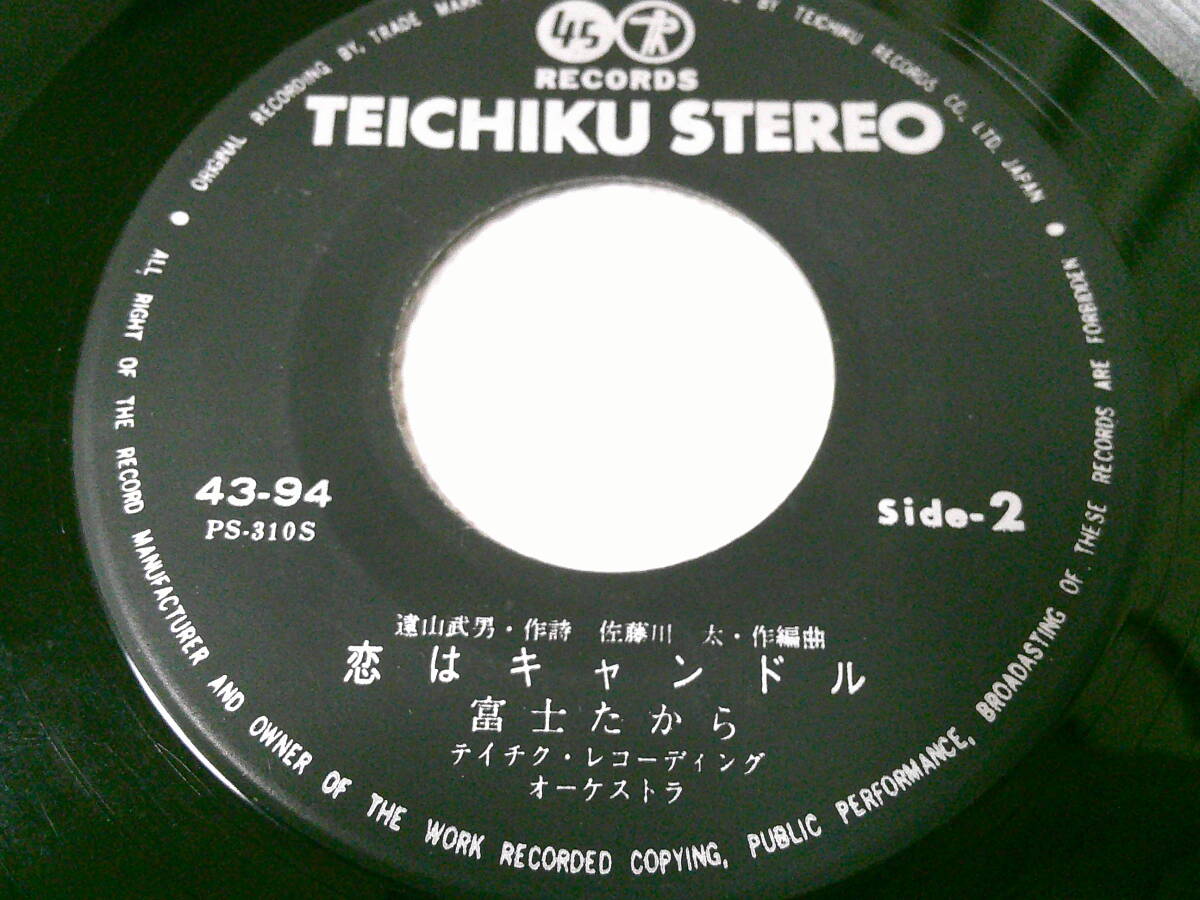 45
RECORDS
TEICHIKU STEREO
ORIGINAL RECORDING BY, TRADE MARK
BY TEICHIKU RECORDS CO, LTD. JAPAN
43-94
PS-310S
Side-2
遠山武男・作詩 佐藤川 太・作編曲
恋はキャンドル
富士たから
テイチク・レコーディング
オーケストラ
ALL RIGHT OF THE RECORD MANUFACTURER AND OWNER OF THE WORK RECORDED COPYING, PUBLIC PERFORMANCE, BROADASTING OF THESE RECORDS ARE FORBIDDEN